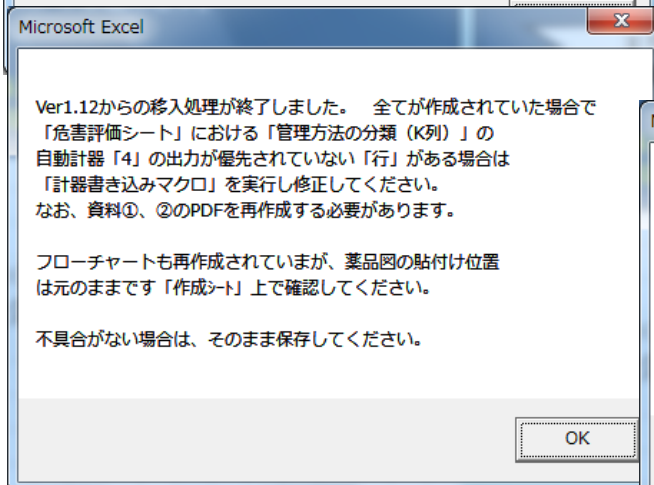 Microsoft Excel
Ver1.12からの移入処理が終了しました。　全てが作成されていた場合で
「危害評価シート」における「管理方法の分類（K列）」の
自動計器「4」の出力が優先されていない「行」がある場合は
「計器書き込みマクロ」を実行し修正してください。
なお、資料①、②のPDFを再作成する必要があります。
フローチャートも再作成されていまが、薬品図の貼付け位置
は元のままです「作成ｼｰﾄ」上で確認してください。
不具合がない場合は、そのまま保存してください。
OK